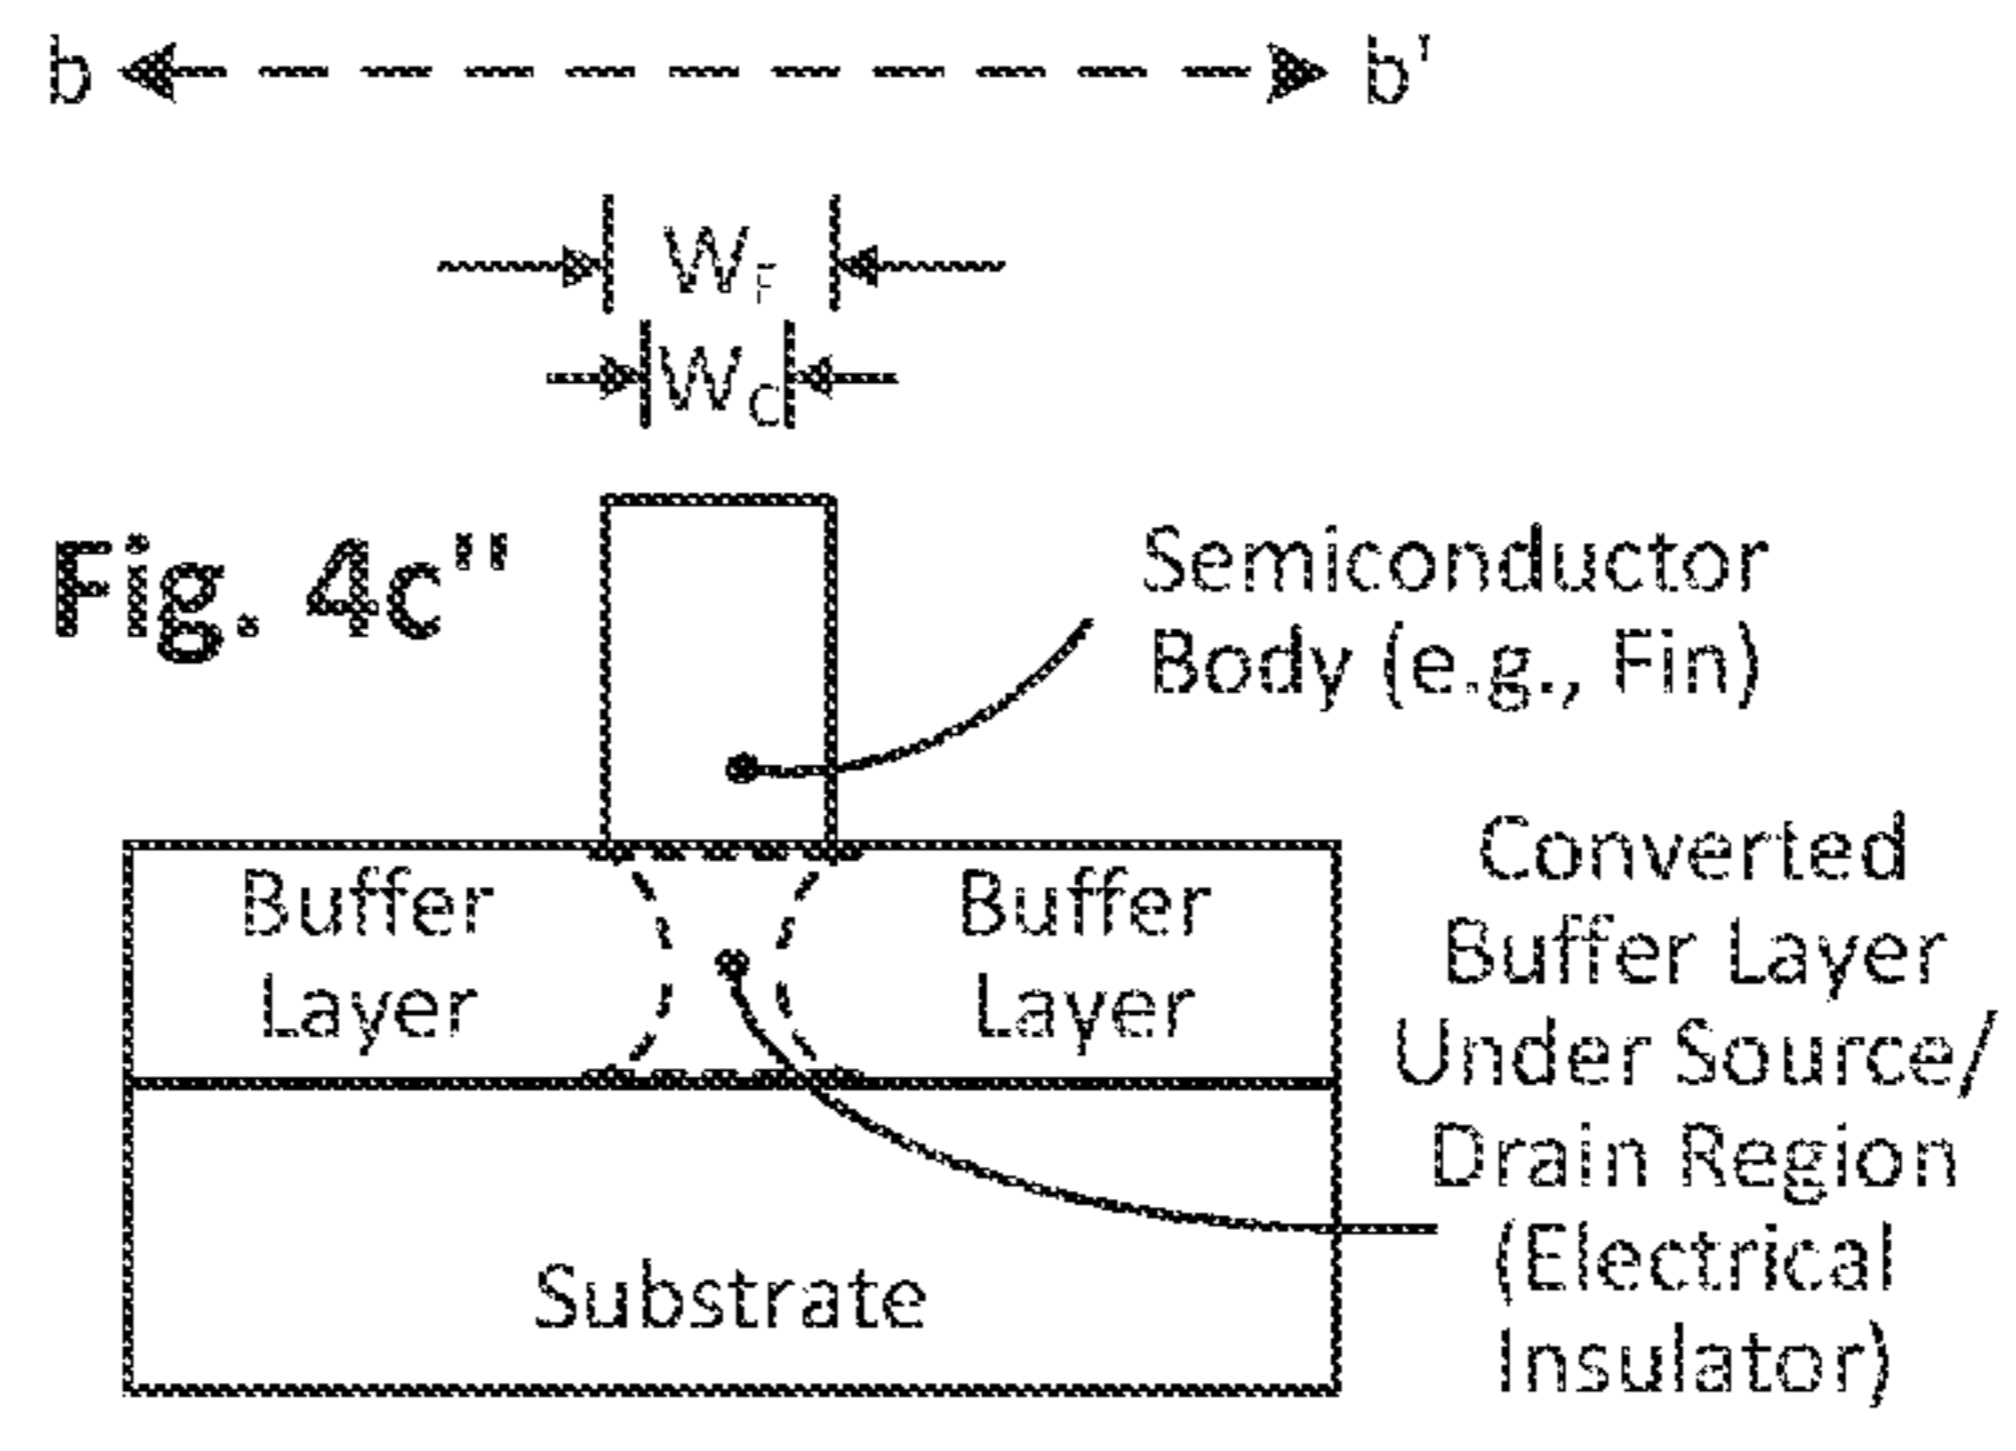 b b'
W_F
W_C
Fig. 4c''
Semiconductor
Body (e.g., Fin)
Buffer
Layer
Buffer
Layer
Converted
Buffer Layer
Under Source/
Drain Region
(Electrical
Insulator)
Substrate